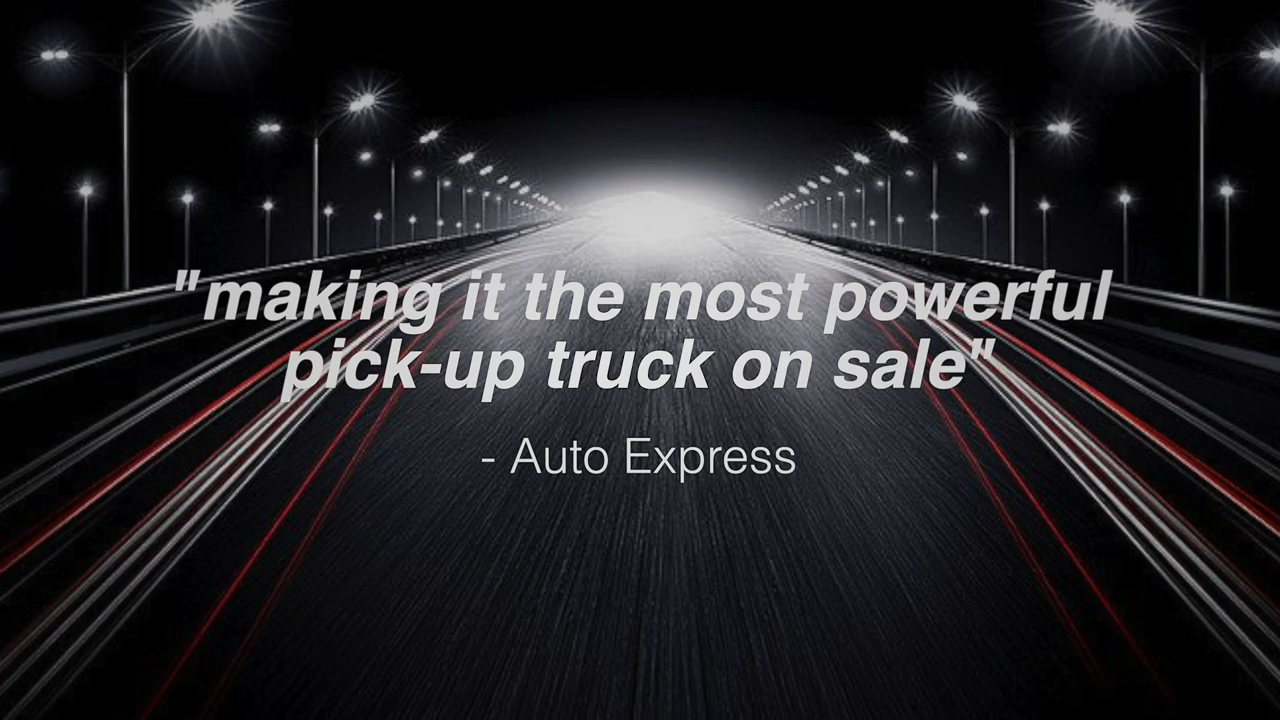 "making it the most powerful
pick-up truck on sale"
- Auto Express